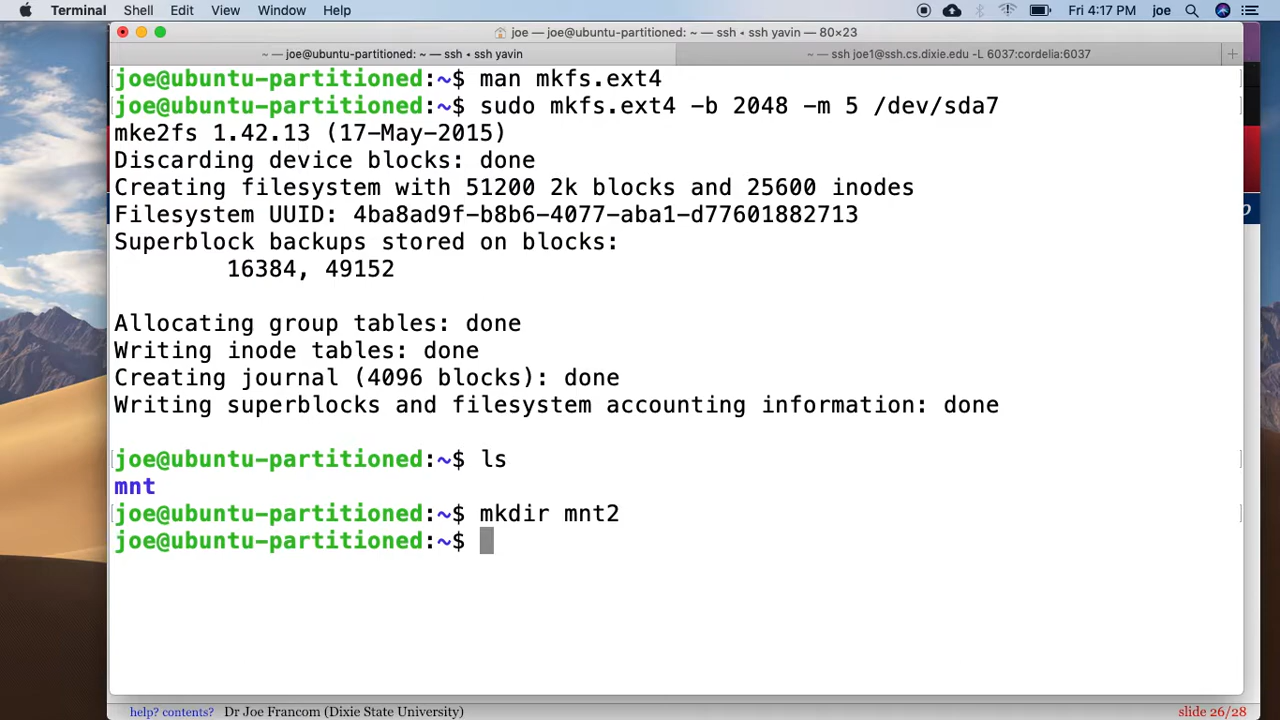 Terminal Shell Edit View Window Help Fri 4:17 PM joe
joe — joe@ubuntu-partitioned: ~ — ssh ◂ ssh yavin — 80×23
~ — joe@ubuntu-partitioned: ~ — ssh ◂ ssh yavin
~ — ssh joe1@ssh.cs.dixie.edu -L 6037:cordelia:6037
joe@ubuntu-partitioned:~$ man mkfs.ext4
joe@ubuntu-partitioned:~$ sudo mkfs.ext4 -b 2048 -m 5 /dev/sda7
mke2fs 1.42.13 (17-May-2015)
Discarding device blocks: done
Creating filesystem with 51200 2k blocks and 25600 inodes
Filesystem UUID: 4ba8ad9f-b8b6-4077-aba1-d77601882713
Superblock backups stored on blocks:
16384, 49152
Allocating group tables: done
Writing inode tables: done
Creating journal (4096 blocks): done
Writing superblocks and filesystem accounting information: done
joe@ubuntu-partitioned:~$ ls
mnt
joe@ubuntu-partitioned:~$ mkdir mnt2
joe@ubuntu-partitioned:~$
help? contents? Dr Joe Francom (Dixie State University) slide 26/28